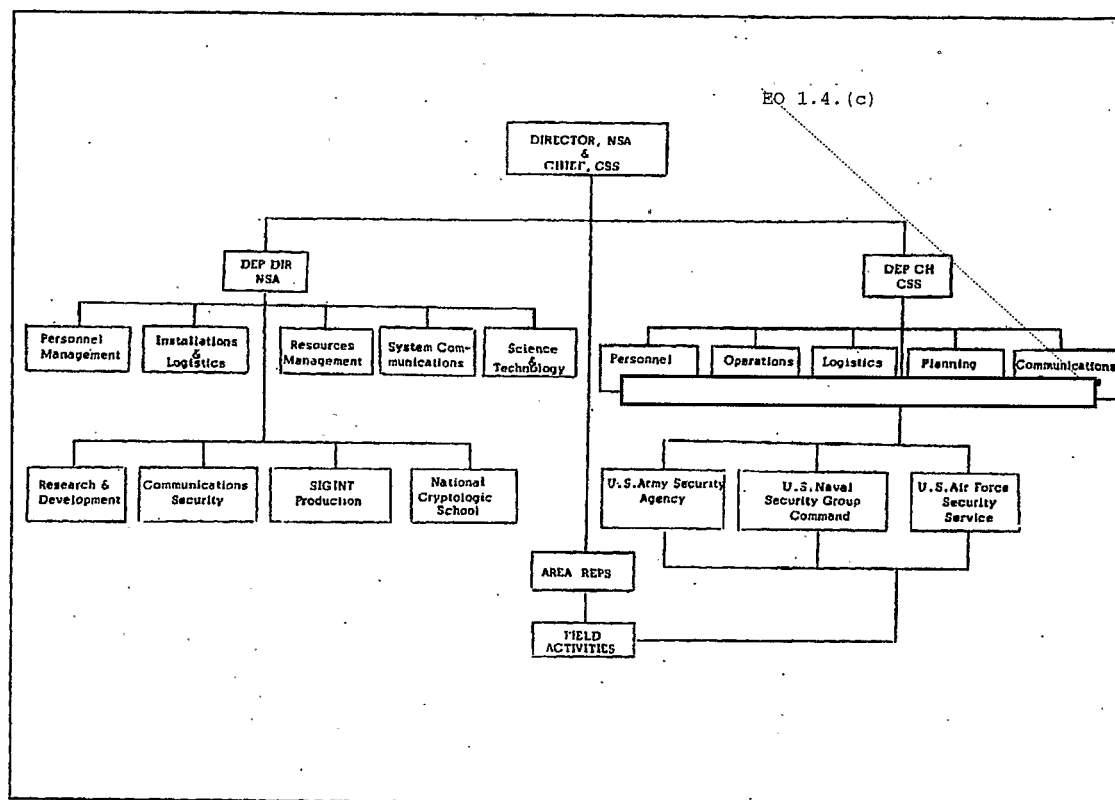 EO 1.4.(c)
DIRECTOR, NSA
&
CHIEF, CSS
DEP DIR
NSA
DEP CH
CSS
Personnel
Management
Installations
&
Logistics
Resources
Management
System Com-
munications
Science
&
Technology
Personnel
Operations
Logistics
Planning
Communications
Research &
Development
Communications
Security
SIGINT
Production
National
Cryptologic
School
U.S.Army Security
Agency
U.S.Naval
Security Group
Command
U.S.Air Force
Security
Service
AREA REPS
FIELD
ACTIVITIES